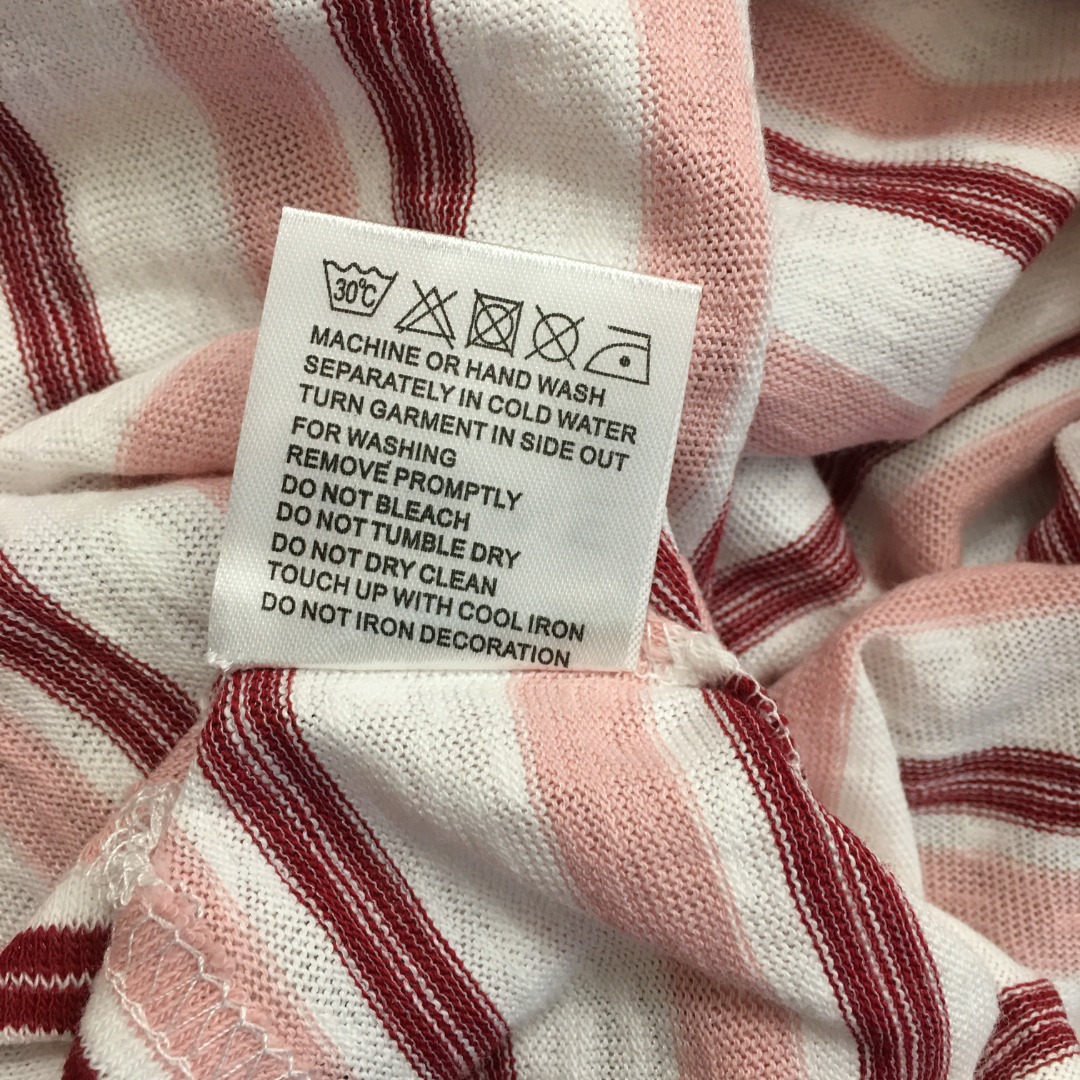 30°C
MACHINE OR HAND WASH
SEPARATELY IN COLD WATER
TURN GARMENT IN SIDE OUT
FOR WASHING
REMOVE PROMPTLY
DO NOT BLEACH
DO NOT TUMBLE DRY
DO NOT DRY CLEAN
TOUCH UP WITH COOL IRON
DO NOT IRON DECORATION